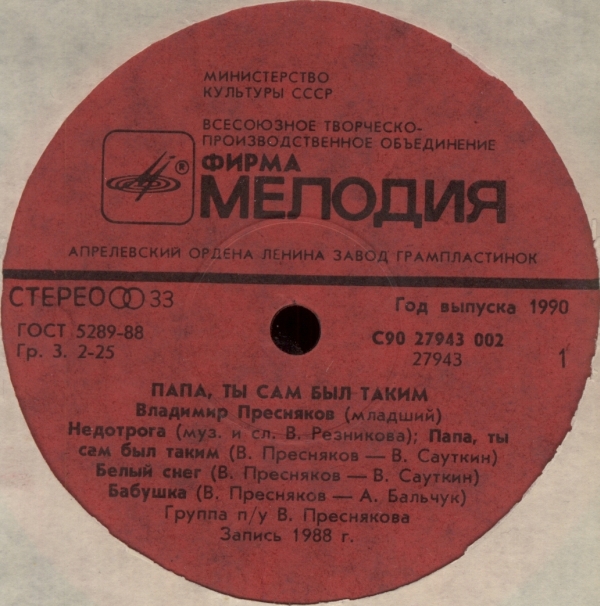 МИНИСТЕРСТВО
КУЛЬТУРЫ СССР
ВСЕСОЮЗНОЕ ТВОРЧЕСКО-
ПРОИЗВОДСТВЕННОЕ ОБЪЕДИНЕНИЕ
®
ФИРМА
МЕЛОДИЯ
АПРЕЛЕВСКИЙ ОРДЕНА ЛЕНИНА ЗАВОД ГРАМПЛАСТИНОК
СТЕРЕО 33
Год выпуска 1990
ГОСТ 5289-88
С90 27943 002
Гр. 3. 2-25
27943
1
ПАПА, ТЫ САМ БЫЛ ТАКИМ
Владимир Пресняков (младший)
Недотрога (муз. и сл. В. Резникова); Папа, ты
сам был таким (В. Пресняков — В. Сауткин)
Белый снег (В. Пресняков — В. Сауткин)
Бабушка (В. Пресняков — А. Бальчук)
Группа п/у В. Преснякова
Запись 1988 г.